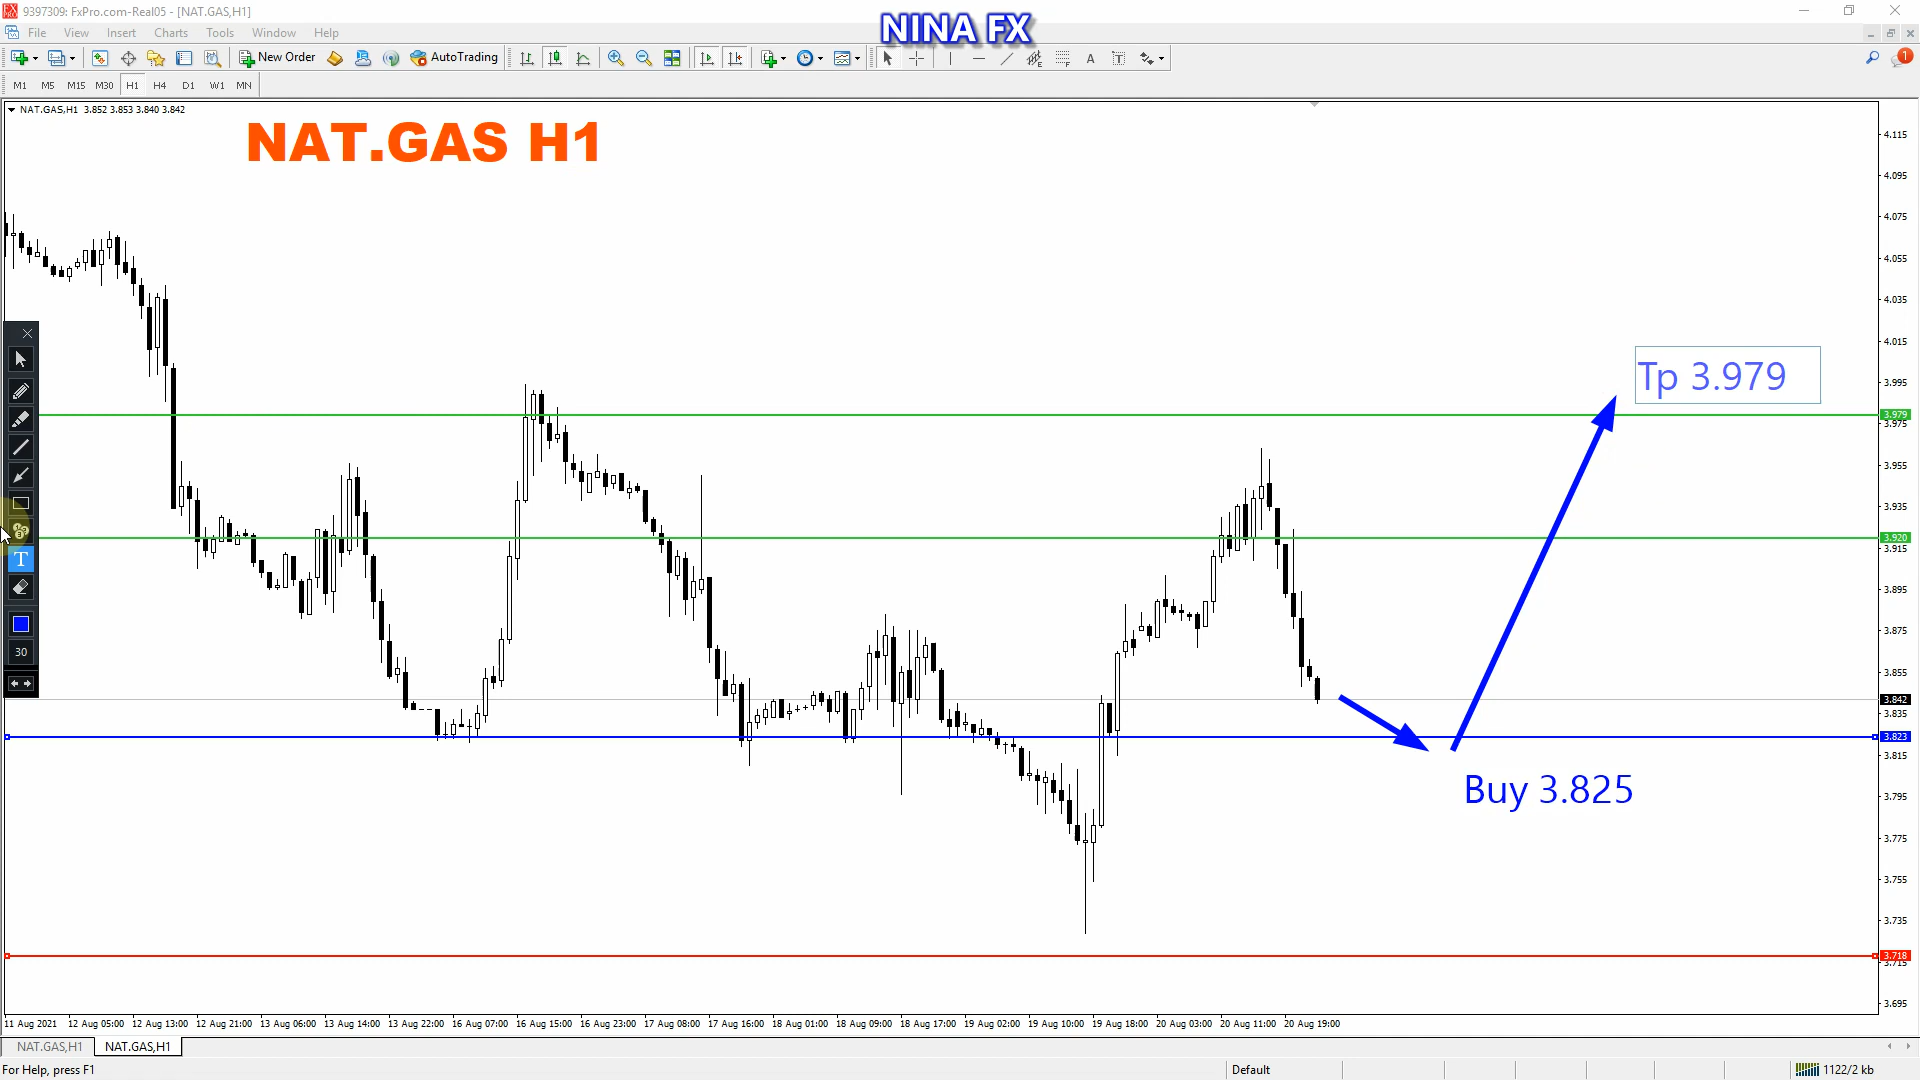 9397309: FxPro.com-Real05 - [NAT.GAS,H1]
NINA FX
File View Insert Charts Tools Window Help
New Order AutoTrading A T 1
M1 M5 M15 M30 H1 H4 D1 W1 MN
NAT.GAS,H1 3.852 3.853 3.840 3.842
NAT.GAS H1
4.115
4.095
4.075
4.055
4.035
4.015
Tp 3.979
3.995
3.979
3.975
3.955
3.935
3.920
3.915
T
3.895
3.875
30
3.855
3.842
3.835
3.823
3.815
Buy 3.825
3.795
3.775
3.755
3.735
3.718
3.715
3.695
11 Aug 2021 12 Aug 05:00 12 Aug 13:00 12 Aug 21:00 13 Aug 06:00 13 Aug 14:00 13 Aug 22:00 16 Aug 07:00 16 Aug 15:00 16 Aug 23:00 17 Aug 08:00 17 Aug 16:00 18 Aug 01:00 18 Aug 09:00 18 Aug 17:00 19 Aug 02:00 19 Aug 10:00 19 Aug 18:00 20 Aug 03:00 20 Aug 11:00 20 Aug 19:00
NAT.GAS,H1 NAT.GAS,H1
For Help, press F1 Default 1122/2 kb